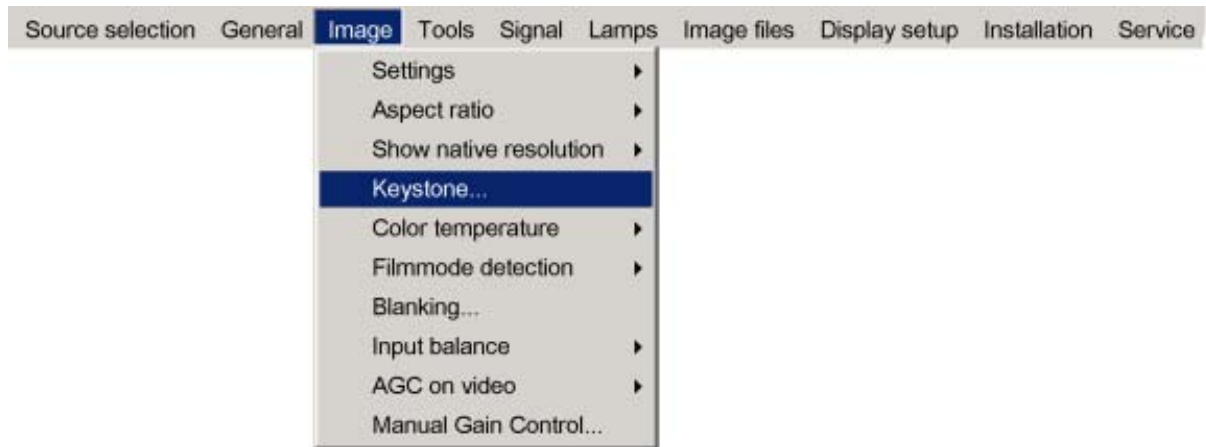 Source selection General Image Tools Signal Lamps Image files Display setup Installation Service
Settings
Aspect ratio
Show native resolution
Keystone...
Color temperature
Filmmode detection
Blanking...
Input balance
AGC on video
Manual Gain Control...